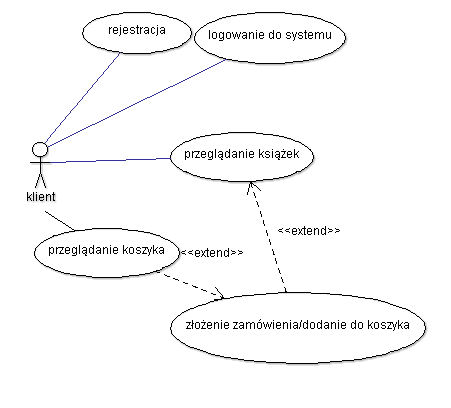 rejestracja
logowanie do systemu
przeglądanie książek
klient
<<extend>>
przeglądanie koszyka
<<extend>>
złożenie zamówienia/dodanie do koszyka